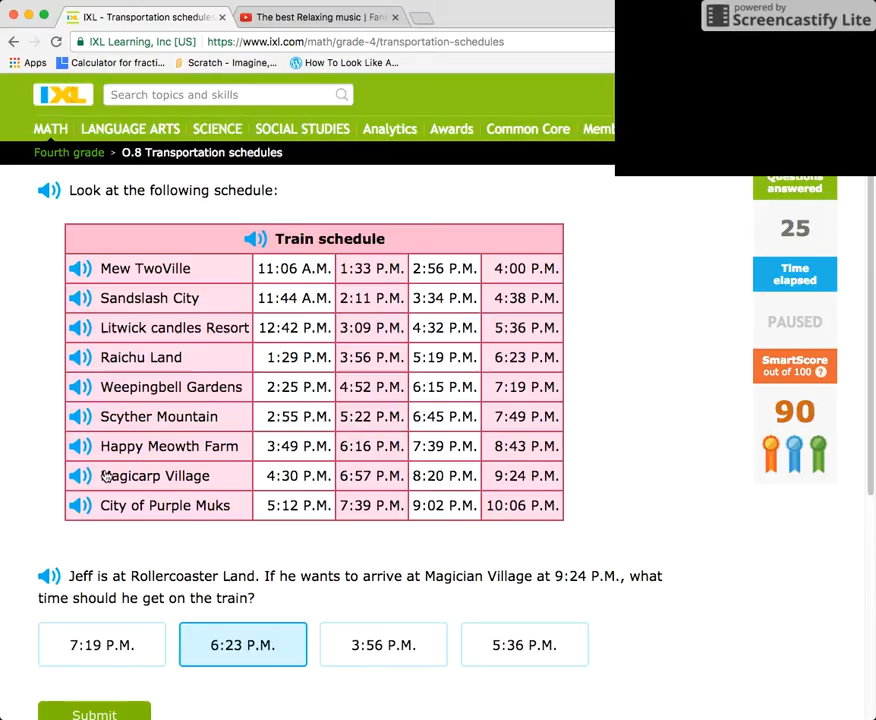 IXL - Transportation schedules
The best Relaxing music | Fan
powered by
Screencastify Lite
IXL Learning, Inc [US] https://www.ixl.com/math/grade-4/transportation-schedules
Apps Calculator for fracti... Scratch - Imagine,... How To Look Like A...
IXL Search topics and skills
MATH LANGUAGE ARTS SCIENCE SOCIAL STUDIES Analytics Awards Common Core Memb
Fourth grade > O.8 Transportation schedules
Questions
answered
25
Time
elapsed
PAUSED
SmartScore
out of 100 ?
90
Look at the following schedule:
Train schedule
Mew TwoVille 11:06 A.M. 1:33 P.M. 2:56 P.M. 4:00 P.M.
Sandslash City 11:44 A.M. 2:11 P.M. 3:34 P.M. 4:38 P.M.
Litwick candles Resort 12:42 P.M. 3:09 P.M. 4:32 P.M. 5:36 P.M.
Raichu Land 1:29 P.M. 3:56 P.M. 5:19 P.M. 6:23 P.M.
Weepingbell Gardens 2:25 P.M. 4:52 P.M. 6:15 P.M. 7:19 P.M.
Scyther Mountain 2:55 P.M. 5:22 P.M. 6:45 P.M. 7:49 P.M.
Happy Meowth Farm 3:49 P.M. 6:16 P.M. 7:39 P.M. 8:43 P.M.
Magicarp Village 4:30 P.M. 6:57 P.M. 8:20 P.M. 9:24 P.M.
City of Purple Muks 5:12 P.M. 7:39 P.M. 9:02 P.M. 10:06 P.M.
Jeff is at Rollercoaster Land. If he wants to arrive at Magician Village at 9:24 P.M., what
time should he get on the train?
7:19 P.M. 6:23 P.M. 3:56 P.M. 5:36 P.M.
Submit